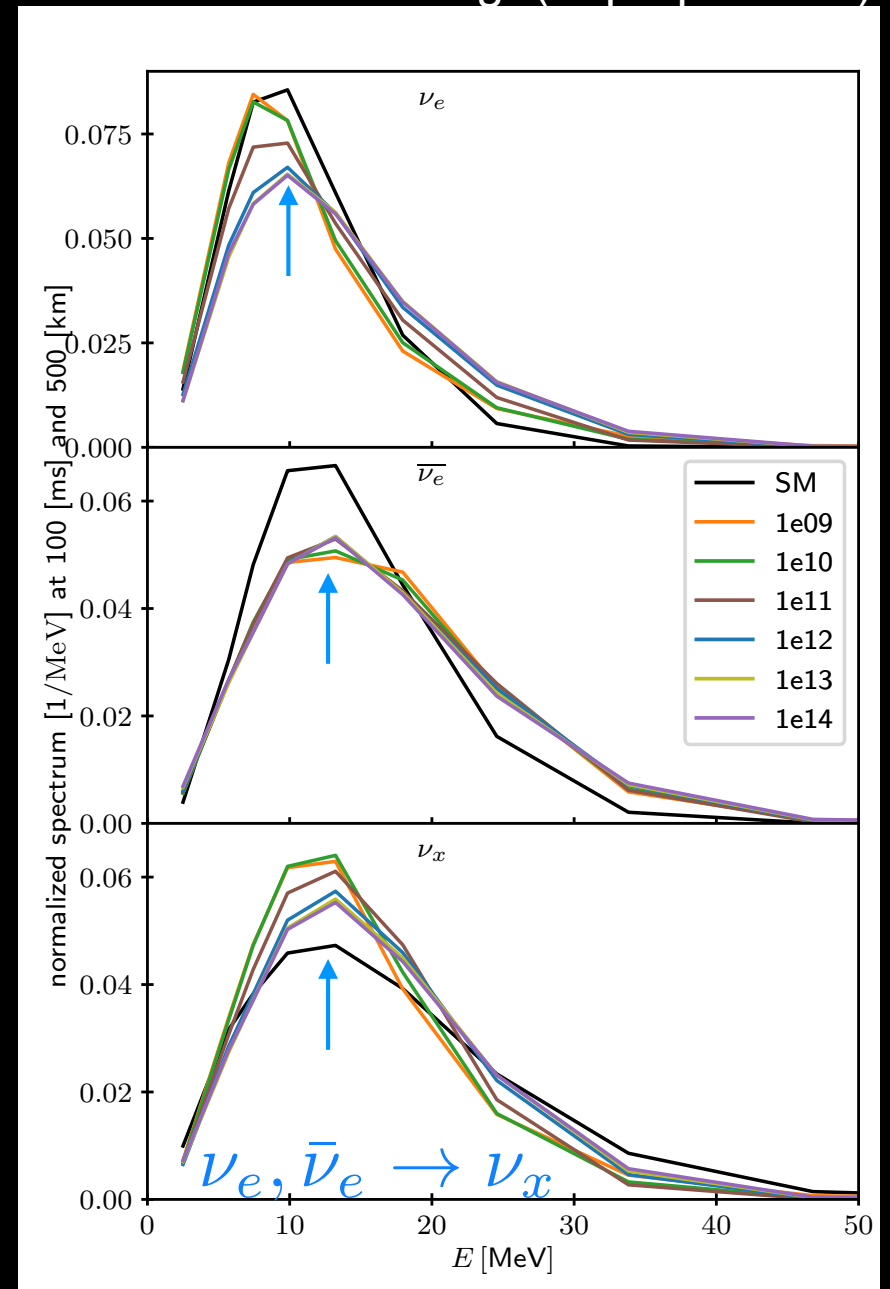 ν_e
0.075
0.050
0.025
0.000
\overline{ν_e}
0.06
0.04
0.02
0.00
SM
1e09
1e10
1e11
1e12
1e13
1e14
ν_x
0.06
0.04
0.02
0.00
ν_e, ν̄_e → ν_x
0 10 20 30 40 50
E [MeV]
normalized spectrum [1/MeV] at 100 [ms] and 500 [km]